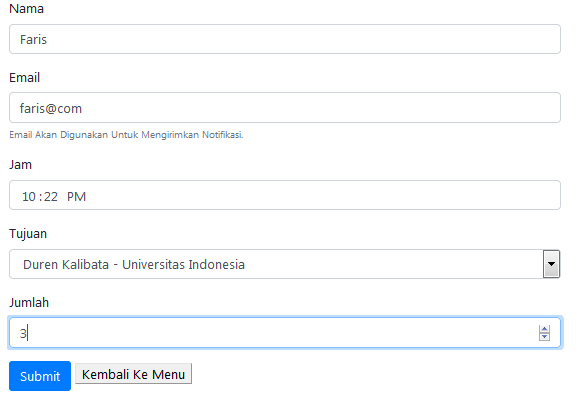 Nama
Faris
Email
faris@com
Email Akan Digunakan Untuk Mengirimkan Notifikasi.
Jam
10 : 22 PM
Tujuan
Duren Kalibata - Universitas Indonesia
Jumlah
3
Submit Kembali Ke Menu